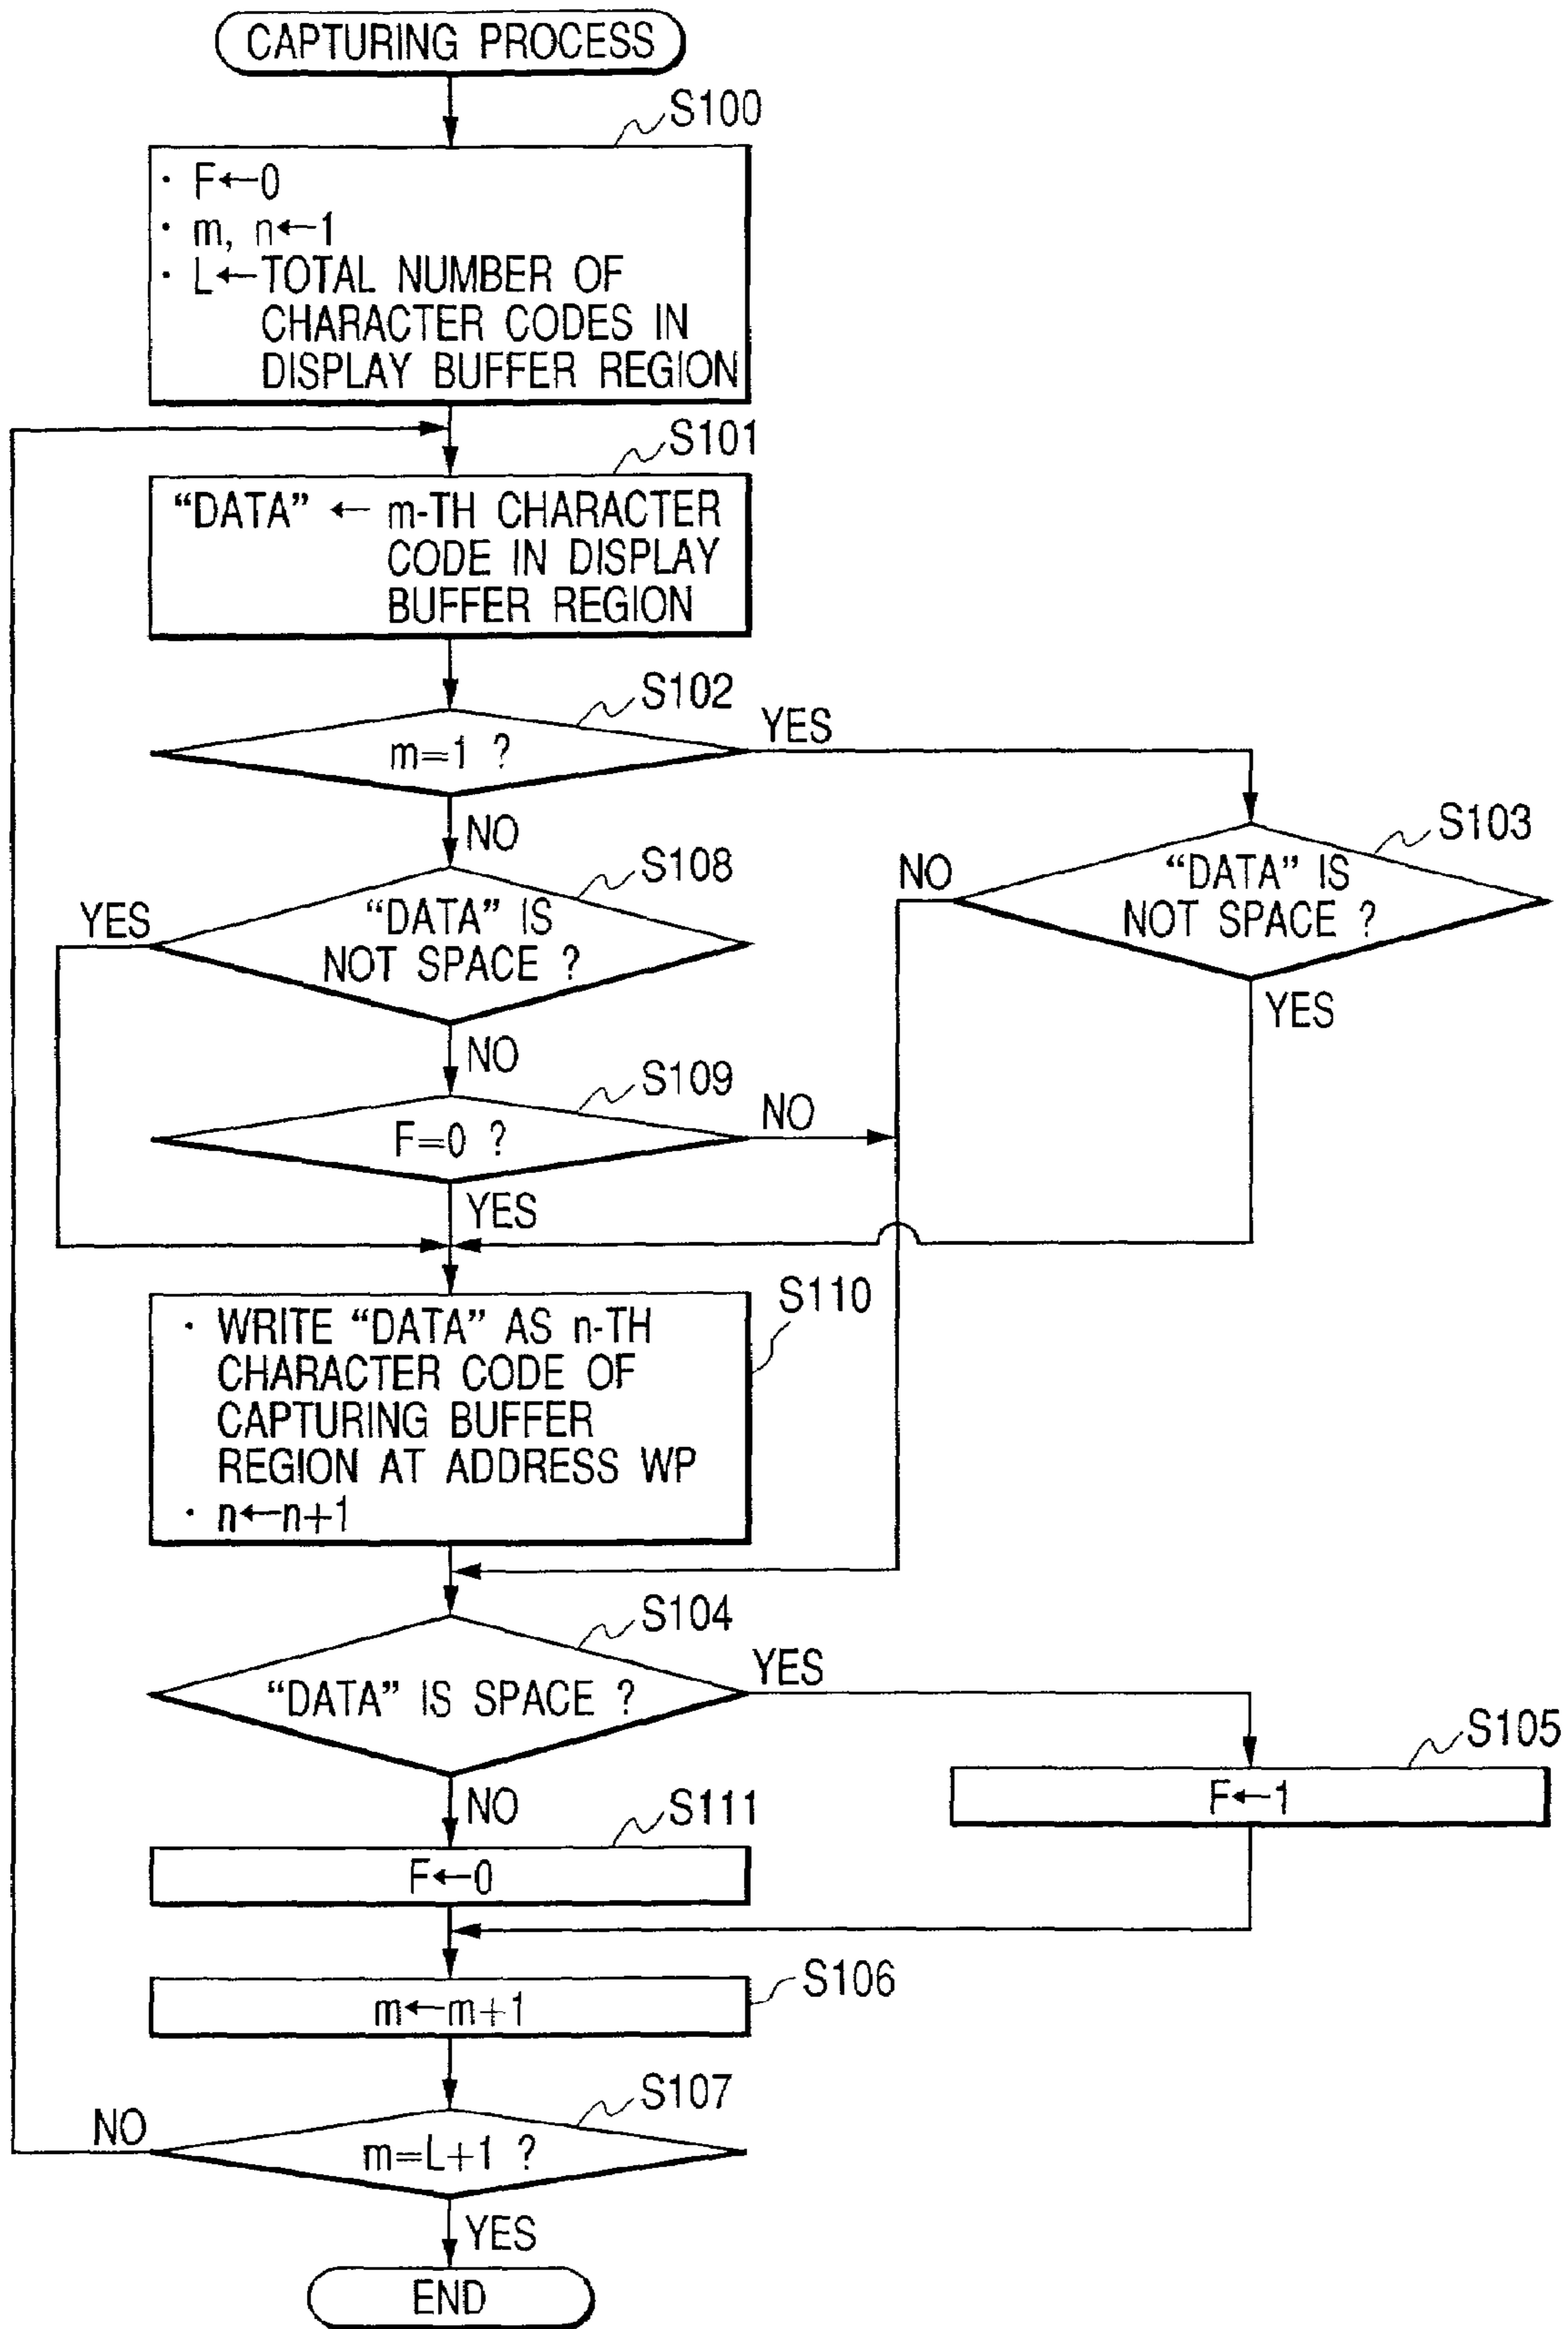 CAPTURING PROCESS
S100
· F←0
· m, n←1
· L←TOTAL NUMBER OF
CHARACTER CODES IN
DISPLAY BUFFER REGION
S101
“DATA” ← m-TH CHARACTER
CODE IN DISPLAY
BUFFER REGION
S102
m=1 ?
YES
NO
S103
“DATA” IS
NOT SPACE ?
NO
YES
S108
“DATA” IS
NOT SPACE ?
YES
NO
S109
F=0 ?
NO
YES
S110
· WRITE “DATA” AS n-TH
CHARACTER CODE OF
CAPTURING BUFFER
REGION AT ADDRESS WP
· n←n+1
S104
“DATA” IS SPACE ?
YES
NO
S105
F←1
S111
F←0
S106
m←m+1
S107
m=L+1 ?
NO
YES
END